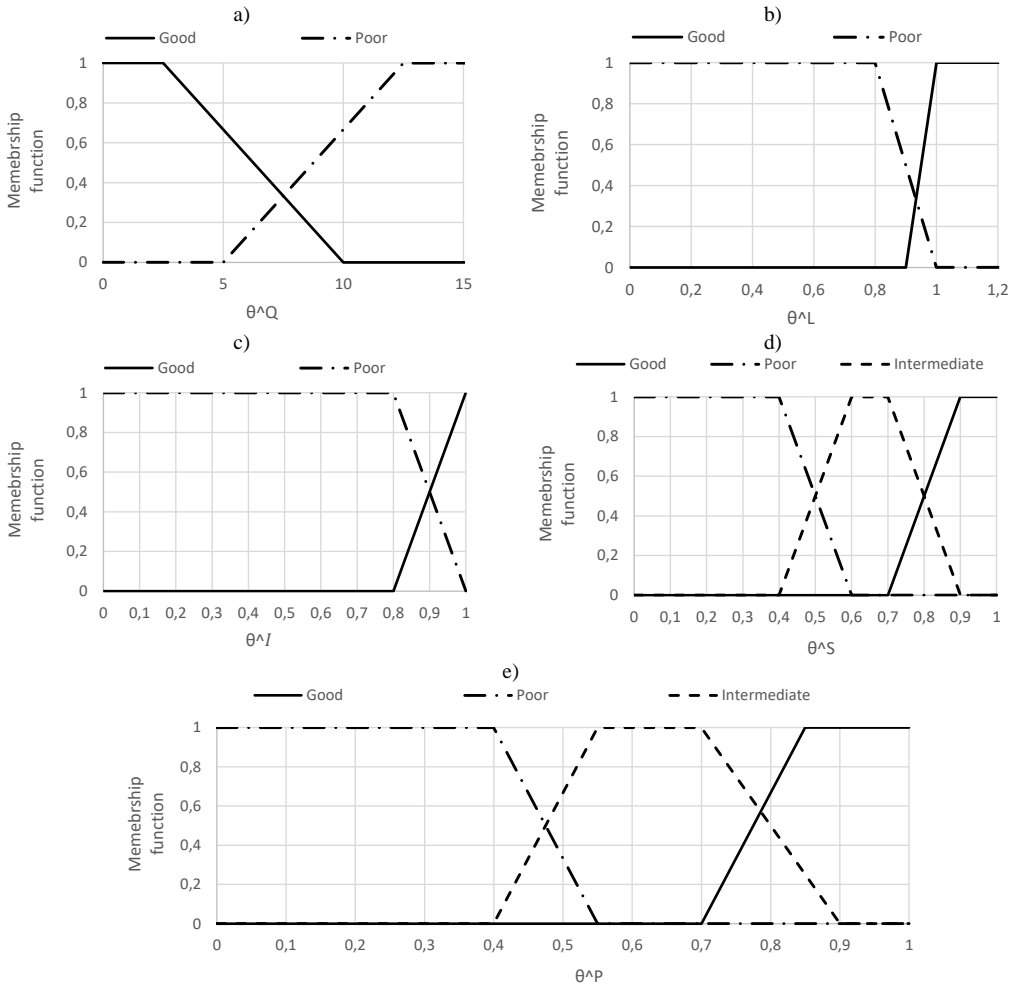 a)
Good Poor
Memebrship
function
1
0,8
0,6
0,4
0,2
0
0 5 10 15
θ^Q
b)
Good Poor
Memebrship
function
1
0,8
0,6
0,4
0,2
0
0 0,2 0,4 0,6 0,8 1 1,2
θ^L
c)
Good Poor
Memebrship
function
1
0,8
0,6
0,4
0,2
0
0 0,1 0,2 0,3 0,4 0,5 0,6 0,7 0,8 0,9 1
θ^I
d)
Good Poor Intermediate
Memebrship
function
1
0,8
0,6
0,4
0,2
0
0 0,1 0,2 0,3 0,4 0,5 0,6 0,7 0,8 0,9 1
θ^S
e)
Good Poor Intermediate
Memebrship
function
1
0,8
0,6
0,4
0,2
0
0 0,1 0,2 0,3 0,4 0,5 0,6 0,7 0,8 0,9 1
θ^P